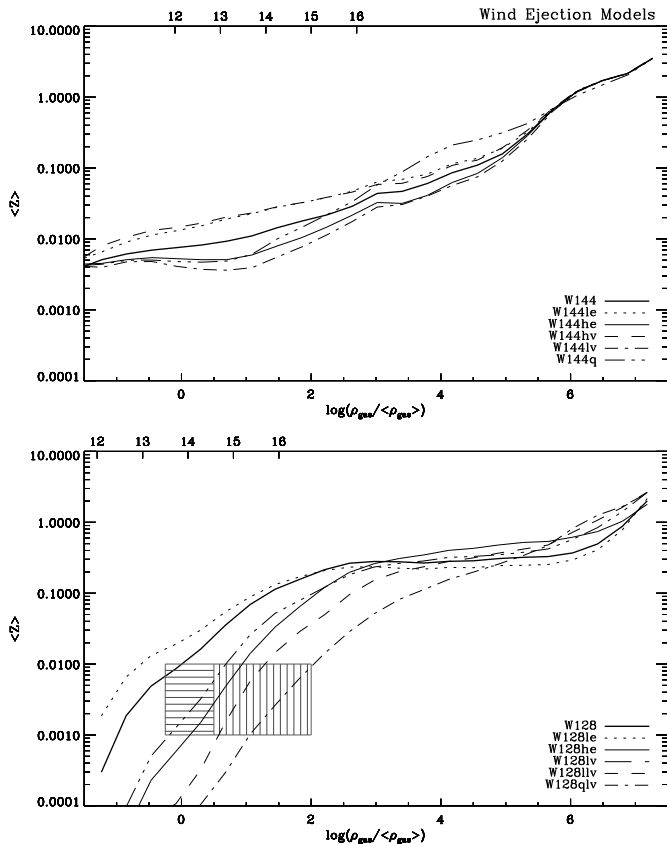 12 13 14 15 16
Wind Ejection Models
10.0000
1.0000
0.1000
0.0100
0.0010
0.0001
<Z>
W144
W144le
W144he
W144hv
W144lv
W144q
0 2 4 6
log(ρgas/<ρgas>)
12 13 14 15 16
10.0000
1.0000
0.1000
0.0100
0.0010
0.0001
<Z>
W128
W128le
W128he
W128lv
W128llv
W128qlv
0 2 4 6
log(ρgas/<ρgas>)